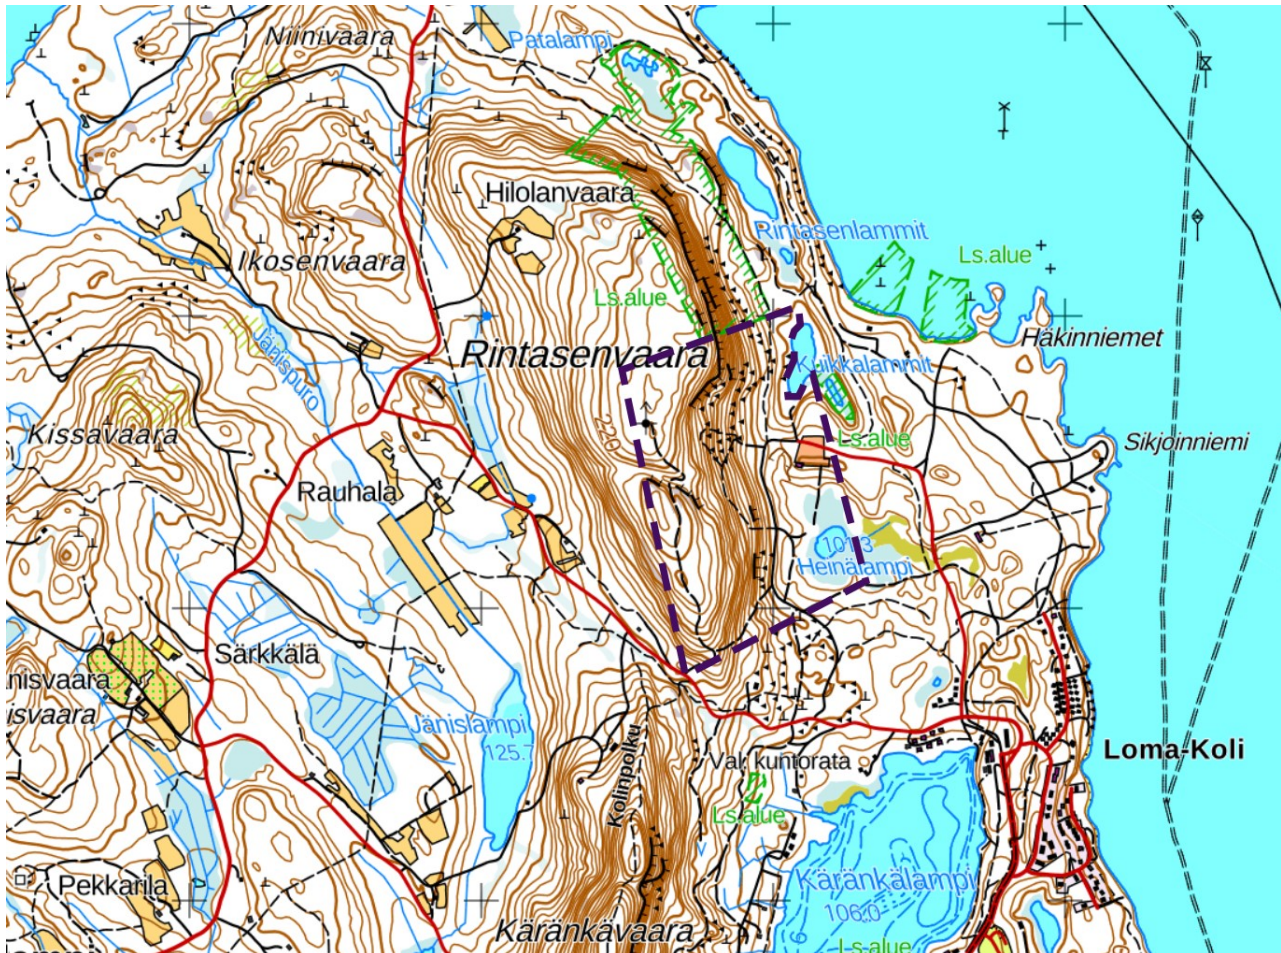 Niinivaara
Patalampi
Hilolanvaara
Rintasenlammit
Ikosenvaara
Ls.alue
Ls.alue
Häkinniemet
Jänispuro
Rintasenvaara
Kuikkalammit
Kissavaara
220
Ls.alue
Sikjoinniemi
Rauhala
101.3
Heinälampi
Särkkälä
nisvaara
isvaara
Jänislampi
125.7
Kolinpolku
Val. kuntorata
Loma-Koli
Ls.alue
Pekkarila
Käränkälampi
106.0
Käränkävaara
Ls.alue